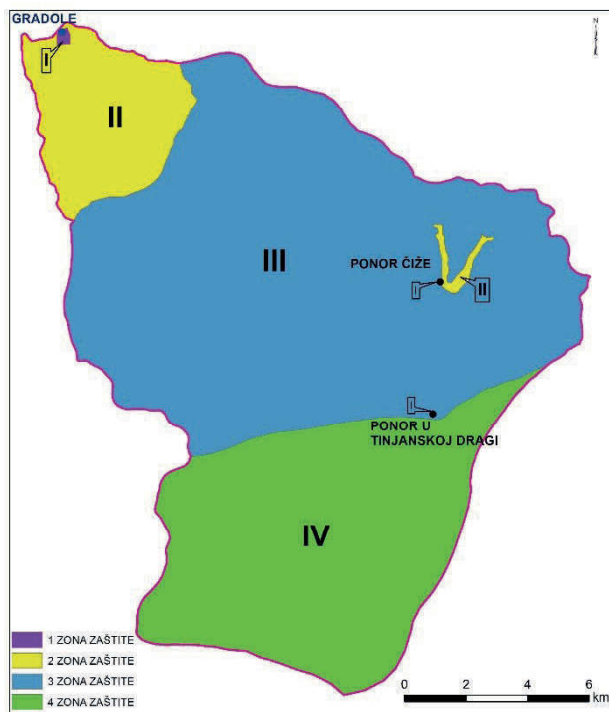 GRADOLE
N
I
II
III
PONOR ČIŽE
I
II
I
PONOR U
TINJANSKOJ DRAGI
IV
1 ZONA ZAŠTITE
2 ZONA ZAŠTITE
3 ZONA ZAŠTITE
4 ZONA ZAŠTITE
0 2 4 6
km